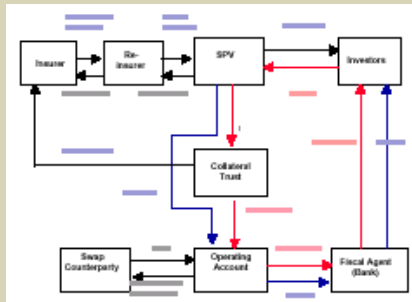 Insurer
Re-
insurer
SPV
Investors
Collateral
Trust
Swap
Counterparty
Operating
Account
Fiscal Agent
(Bank)